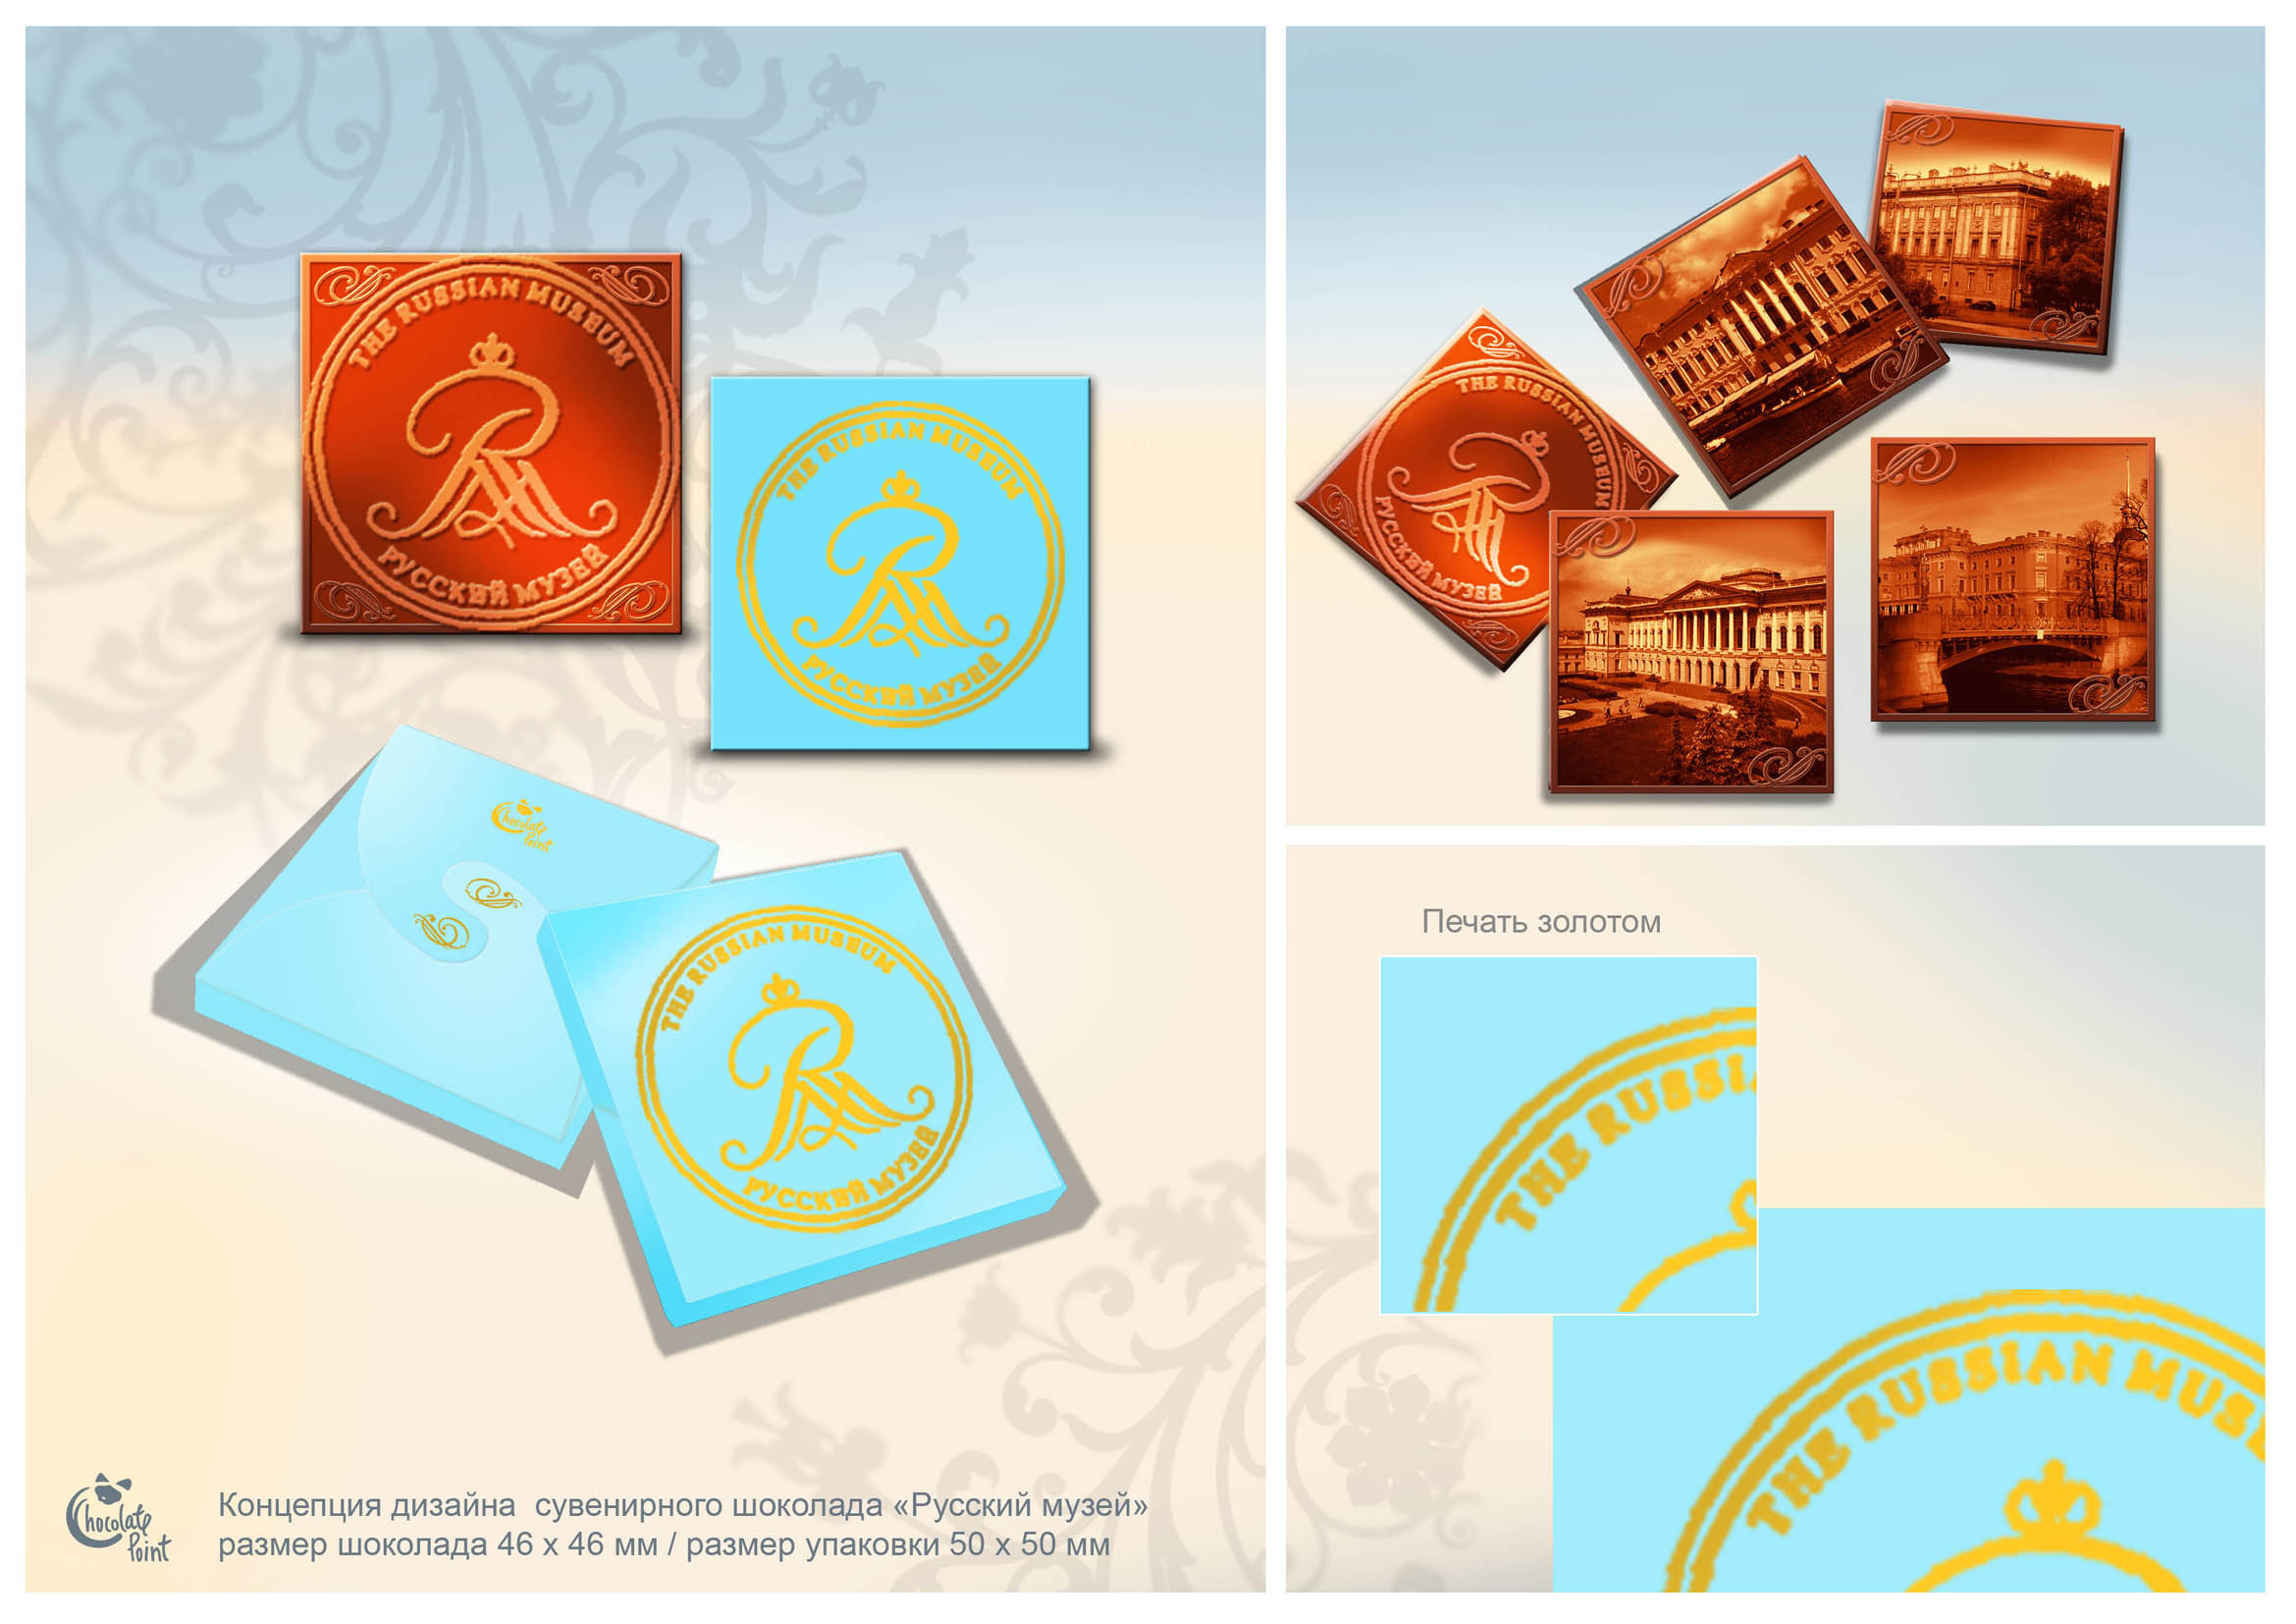 THE RUSSIAN MUSEUM
РУССКИЙ МУЗЕЙ
THE RUSSIAN MUSEUM
РУССКИЙ МУЗЕЙ
Chocolate
Point
THE RUSSIAN MUSEUM
РУССКИЙ МУЗЕЙ
Chocolate
Point
Концепция дизайна сувенирного шоколада «Русский музей»
размер шоколада 46 х 46 мм / размер упаковки 50 х 50 мм
THE RUSSIAN MUSEUM
РУССКИЙ МУЗЕЙ
Печать золотом
THE RUSSI
THE RUSSIAN MUS